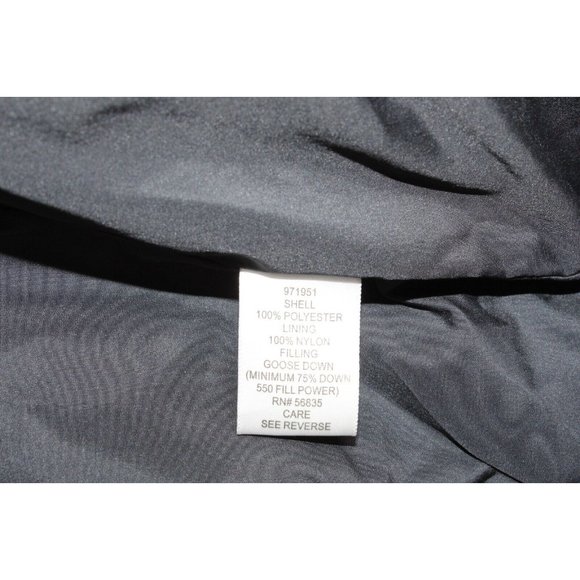 971951
SHELL
100% POLYESTER
LINING
100% NYLON
FILLING
GOOSE DOWN
(MINIMUM 75% DOWN
550 FILL POWER)
RN# 56835
CARE
SEE REVERSE